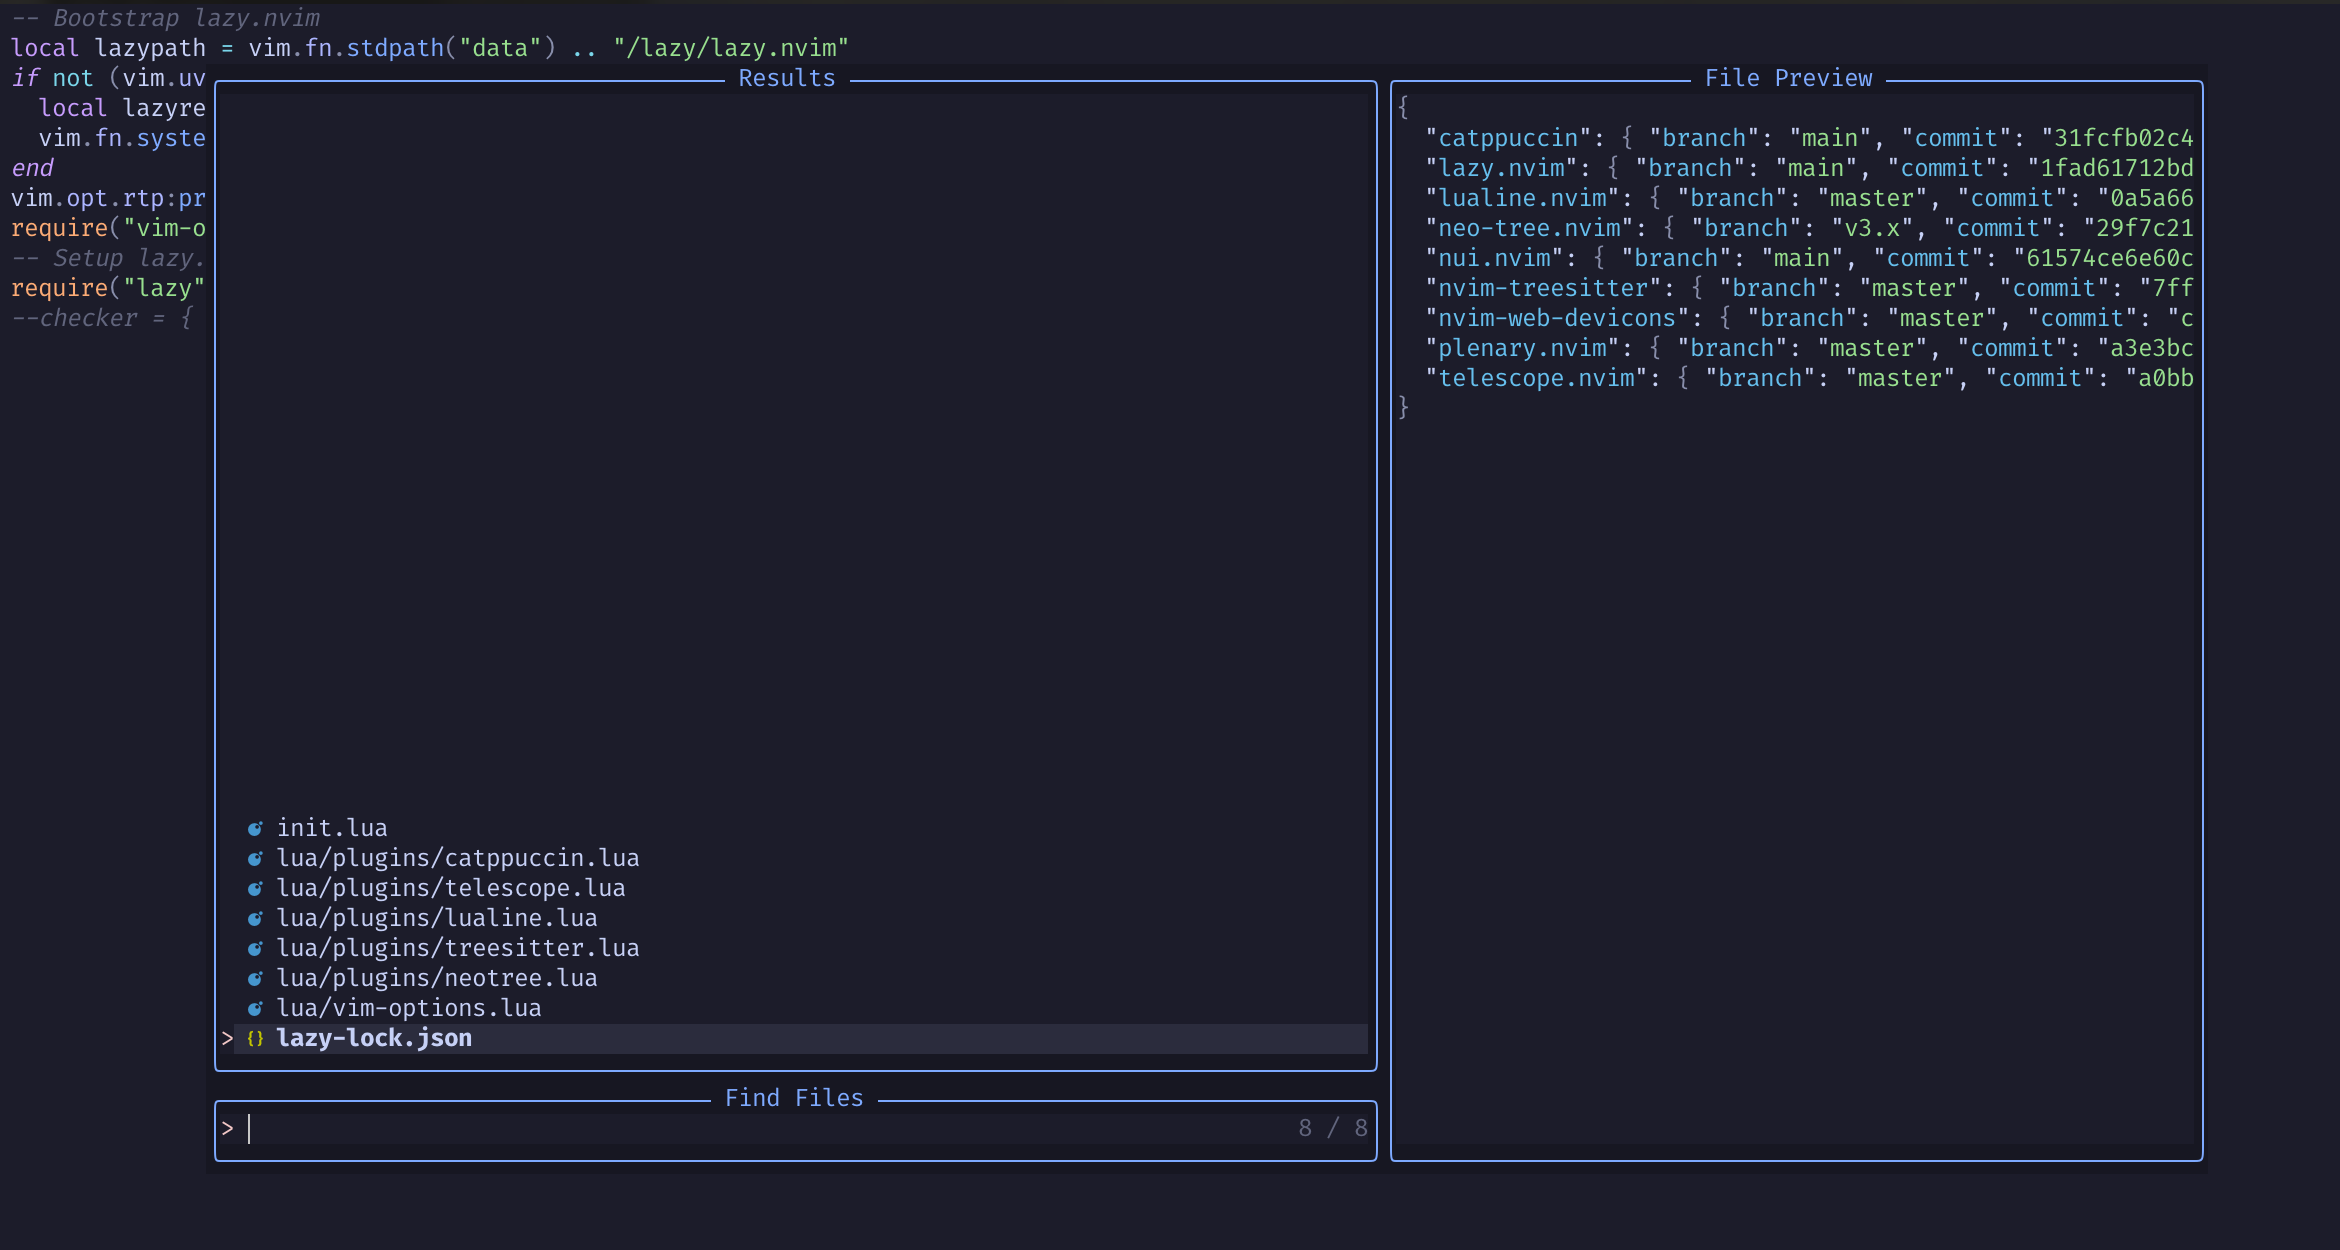 -- Bootstrap lazy.nvim
local lazypath = vim.fn.stdpath("data") .. "/lazy/lazy.nvim"
if not (vim.uv
local lazyre
vim.fn.syste
end
vim.opt.rtp:pr
require("vim-o
-- Setup lazy.
require("lazy"
--checker = {
Results
init.lua
lua/plugins/catppuccin.lua
lua/plugins/telescope.lua
lua/plugins/lualine.lua
lua/plugins/treesitter.lua
lua/plugins/neotree.lua
lua/vim-options.lua
> {} lazy-lock.json
Find Files
> 8 / 8
File Preview
{
"catppuccin": { "branch": "main", "commit": "31fcfb02c4
"lazy.nvim": { "branch": "main", "commit": "1fad61712bd
"lualine.nvim": { "branch": "master", "commit": "0a5a66
"neo-tree.nvim": { "branch": "v3.x", "commit": "29f7c21
"nui.nvim": { "branch": "main", "commit": "61574ce6e60c
"nvim-treesitter": { "branch": "master", "commit": "7ff
"nvim-web-devicons": { "branch": "master", "commit": "c
"plenary.nvim": { "branch": "master", "commit": "a3e3bc
"telescope.nvim": { "branch": "master", "commit": "a0bb
}